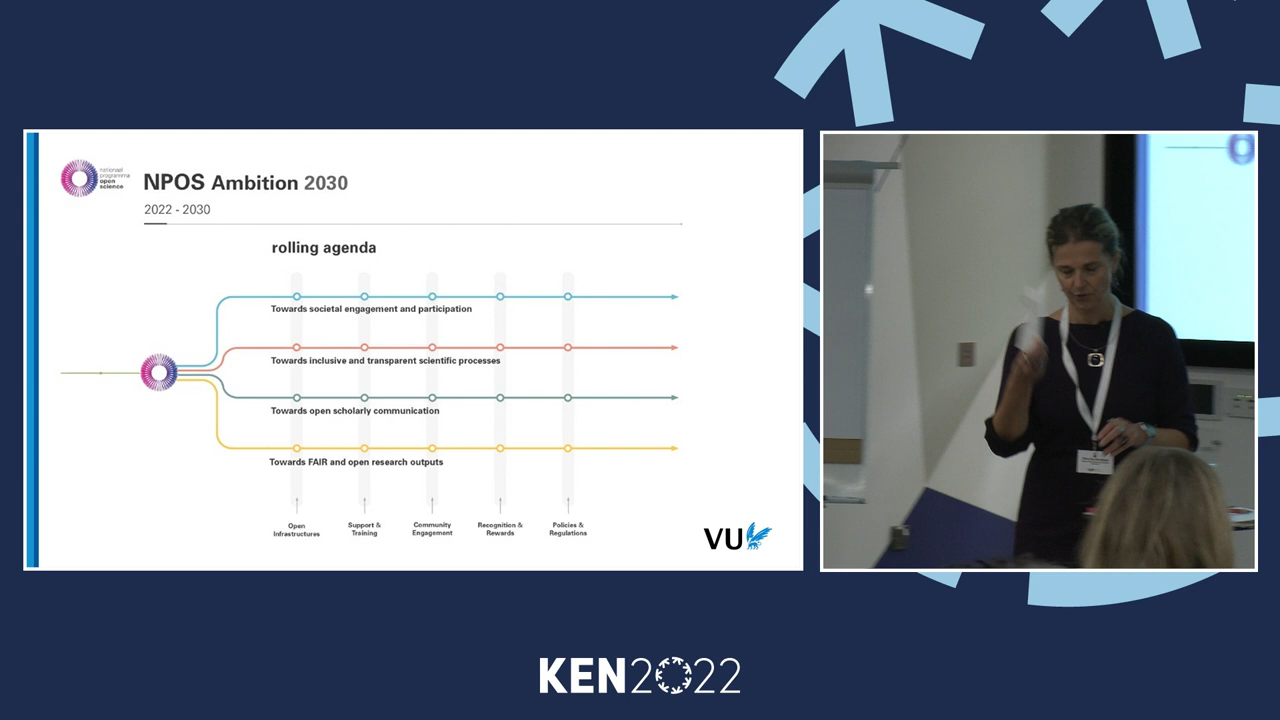 nationaal
programma
open
science
NPOS Ambition 2030
2022 - 2030
rolling agenda
Towards societal engagement and participation
Towards inclusive and transparent scientific processes
Towards open scholarly communication
Towards FAIR and open research outputs
Open
Infrastructures
Support &
Training
Community
Engagement
Recognition &
Rewards
Policies &
Regulations
VU
KEN2022